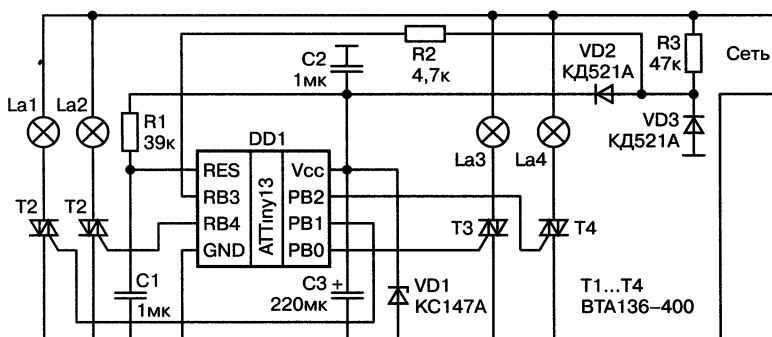 C2
1мк
R2
4,7к
VD2
КД521А
R3
47к
Сеть
La1
La2
R1
39к
DD1
La3
La4
VD3
КД521А
RES
RB3
RB4
GND
ATTiny13
Vcc
PB2
PB1
PB0
T2
T2
T3
T4
C1
1мк
C3
+
220мк
VD1
КС147А
T1...T4
BTA136–400